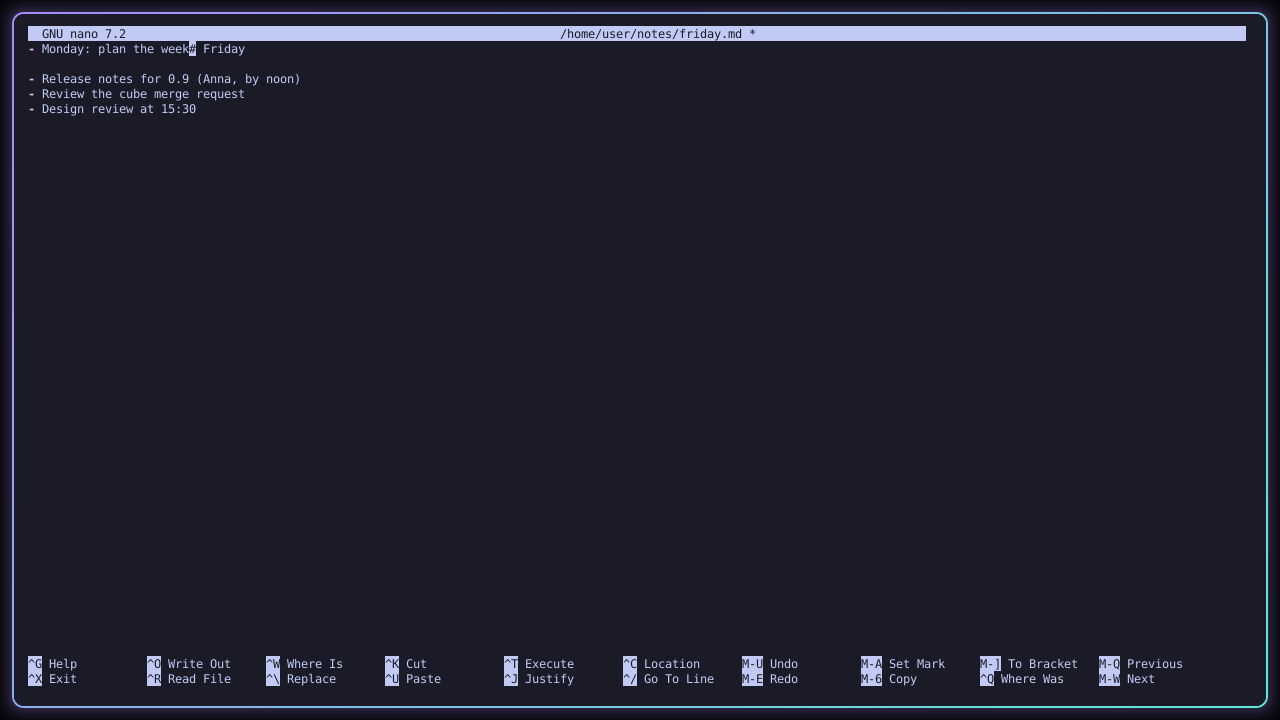 GNU nano 7.2 /home/user/notes/friday.md *
- Monday: plan the week# Friday
- Release notes for 0.9 (Anna, by noon)
- Review the cube merge request
- Design review at 15:30
^G Help ^O Write Out ^W Where Is ^K Cut ^T Execute ^C Location M-U Undo M-A Set Mark M-] To Bracket M-Q Previous
^X Exit ^R Read File ^\ Replace ^U Paste ^J Justify ^/ Go To Line M-E Redo M-6 Copy ^Q Where Was M-W Next